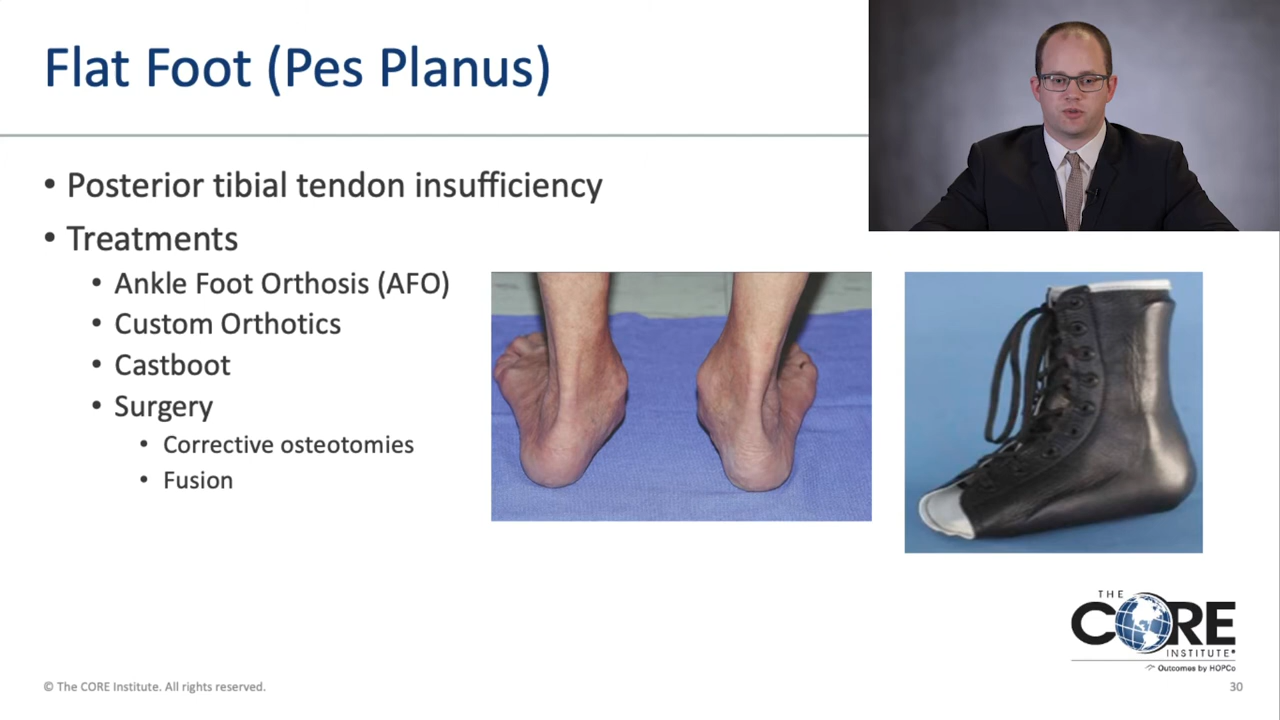 Flat Foot (Pes Planus)
• Posterior tibial tendon insufficiency
• Treatments
• Ankle Foot Orthosis (AFO)
• Custom Orthotics
• Castboot
• Surgery
• Corrective osteotomies
• Fusion
THE
CORE
INSTITUTE®
Outcomes by HOPCo
© The CORE Institute. All rights reserved.
30